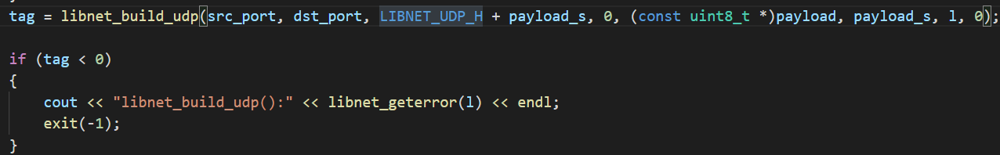 tag = libnet_build_udp(src_port, dst_port, LIBNET_UDP_H + payload_s, 0, (const uint8_t *)payload, payload_s, l, 0);
if (tag < 0)
{
    cout << "libnet_build_udp():" << libnet_geterror(l) << endl;
    exit(-1);
}